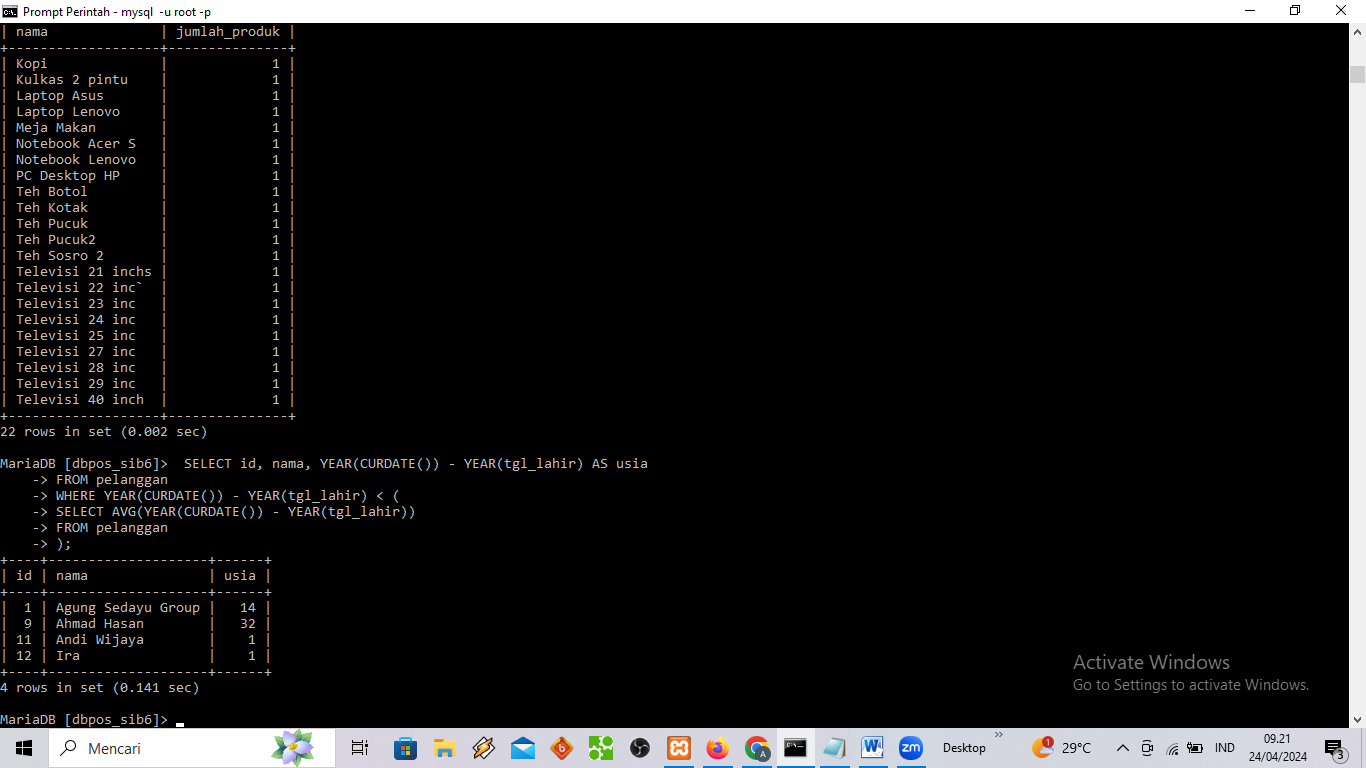 Prompt Perintah - mysql  -u root -p
| nama              | jumlah_produk |
+-------------------+---------------+
| Kopi              |             1 |
| Kulkas 2 pintu    |             1 |
| Laptop Asus       |             1 |
| Laptop Lenovo     |             1 |
| Meja Makan        |             1 |
| Notebook Acer S   |             1 |
| Notebook Lenovo   |             1 |
| PC Desktop HP     |             1 |
| Teh Botol         |             1 |
| Teh Kotak         |             1 |
| Teh Pucuk         |             1 |
| Teh Pucuk2        |             1 |
| Teh Sosro 2       |             1 |
| Televisi 21 inchs |             1 |
| Televisi 22 inc`  |             1 |
| Televisi 23 inc   |             1 |
| Televisi 24 inc   |             1 |
| Televisi 25 inc   |             1 |
| Televisi 27 inc   |             1 |
| Televisi 28 inc   |             1 |
| Televisi 29 inc   |             1 |
| Televisi 40 inch  |             1 |
+-------------------+---------------+
22 rows in set (0.002 sec)
MariaDB [dbpos_sib6]>  SELECT id, nama, YEAR(CURDATE()) - YEAR(tgl_lahir) AS usia
    -> FROM pelanggan
    -> WHERE YEAR(CURDATE()) - YEAR(tgl_lahir) < (
    -> SELECT AVG(YEAR(CURDATE()) - YEAR(tgl_lahir))
    -> FROM pelanggan
    -> );
+----+--------------------+------+
| id | nama               | usia |
+----+--------------------+------+
|  1 | Agung Sedayu Group |   14 |
|  9 | Ahmad Hasan        |   32 |
| 11 | Andi Wijaya        |    1 |
| 12 | Ira                |    1 |
+----+--------------------+------+
4 rows in set (0.141 sec)
MariaDB [dbpos_sib6]>
Activate Windows
Go to Settings to activate Windows.
Mencari
zm
Desktop
1
29°C
IND
09.21
24/04/2024
3